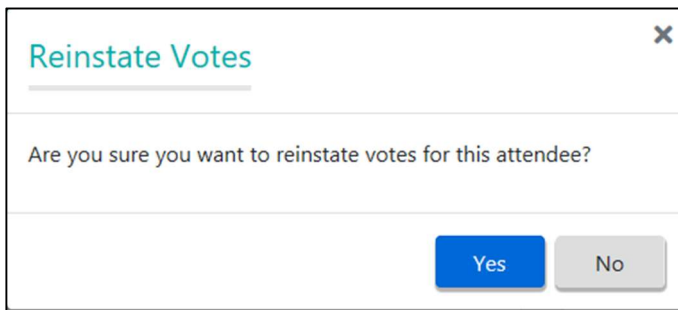 Reinstate Votes
Are you sure you want to reinstate votes for this attendee?
Yes No